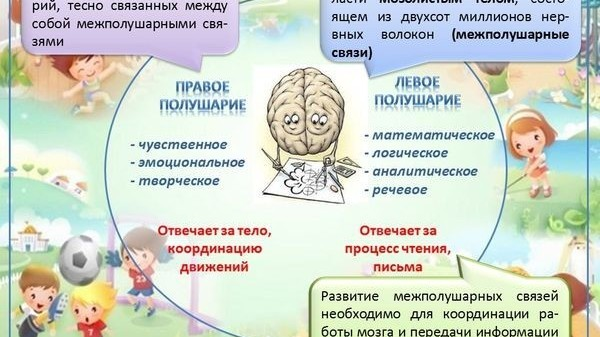 рий, тесно связанных между
собой межполушарными свя-
зями
ласти мозолистым телом, состо-
ящем из двухсот миллионов нер-
вных волокон (межполушарные
связи)
ПРАВОЕ
ПОЛУШАРИЕ
- чувственное
- эмоциональное
- творческое
ЛЕВОЕ
ПОЛУШАРИЕ
- математическое
- логическое
- аналитическое
- речевое
Отвечает за тело,
координацию
движений
Отвечает за
процесс чтения,
письма
Развитие межполушарных связей
необходимо для координации ра-
боты мозга и передачи информации